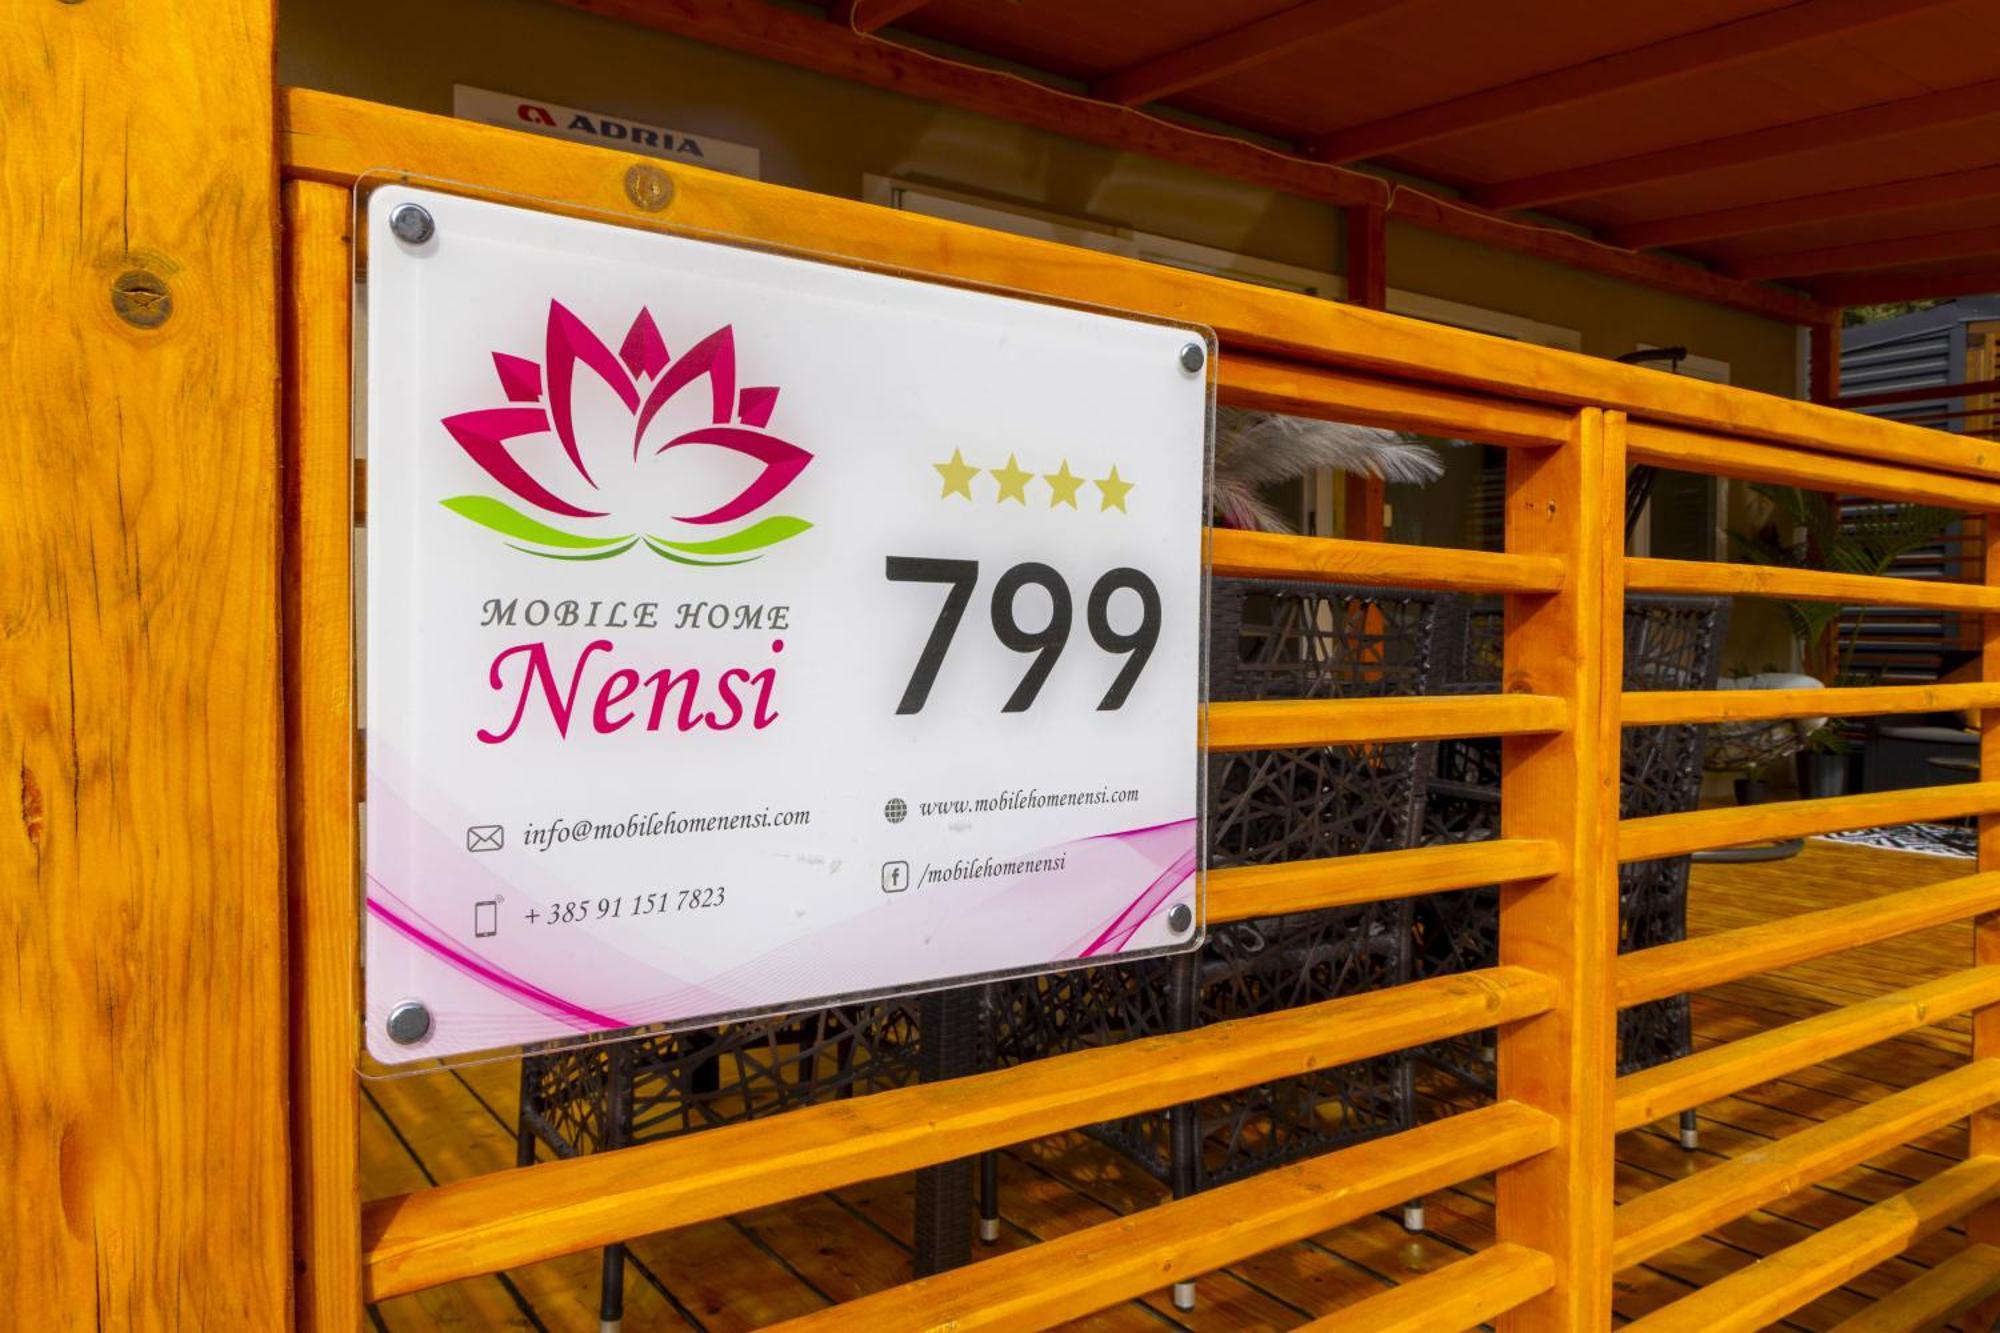 ADRIA
MOBILE HOME
Nensi
799
info@mobilehomenensi.com
+ 385 91 151 7823
www.mobilehomenensi.com
/mobilehomenensi